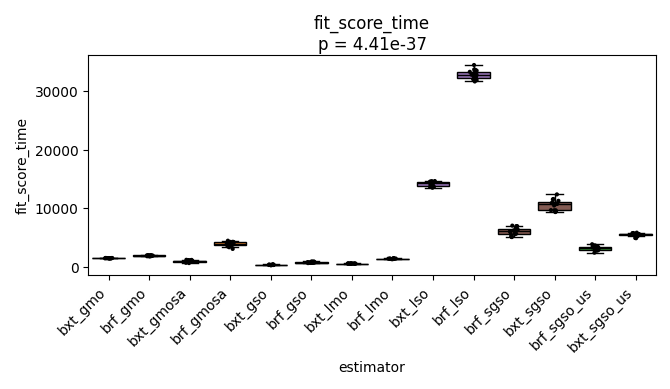 fit_score_time
p = 4.41e-37
30000
20000
10000
0
fit_score_time
bxt_gmo
brf_gmo
bxt_gmosa
brf_gmosa
bxt_gso
brf_gso
bxt_lmo
brf_lmo
bxt_lso
brf_lso
brf_sgso
bxt_sgso
brf_sgso_us
bxt_sgso_us
estimator